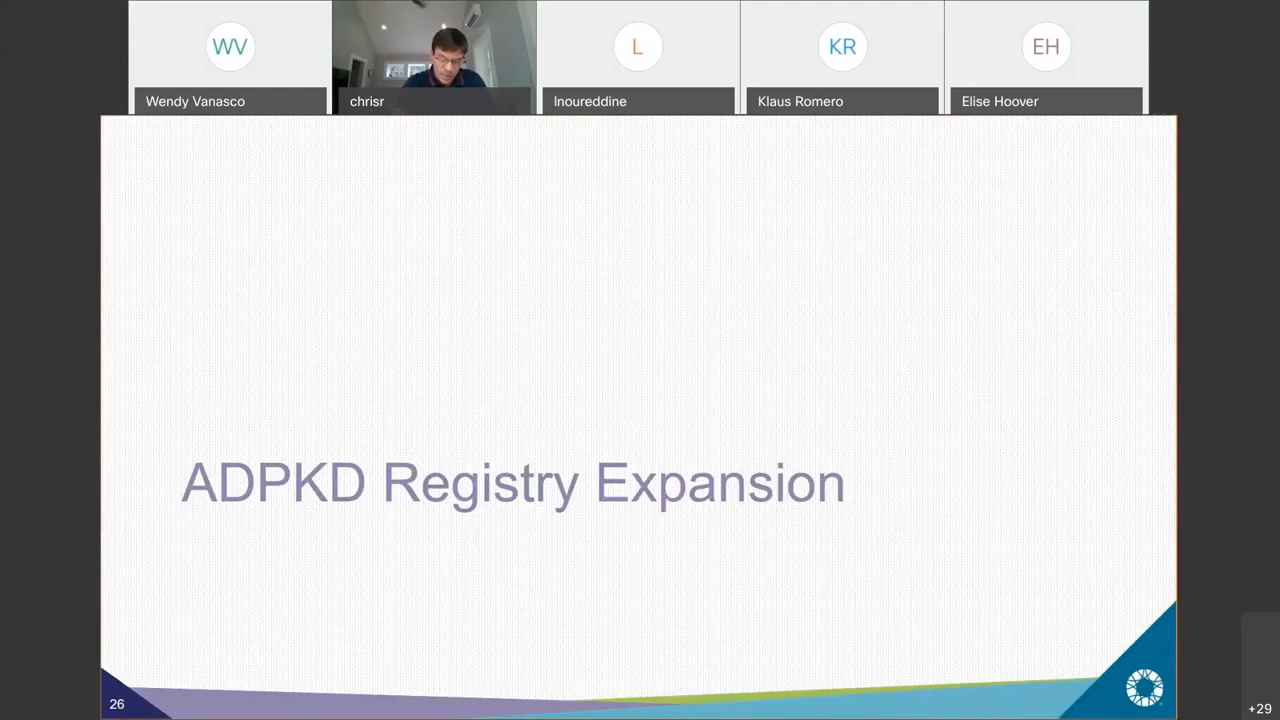 WV
L
KR
EH
Wendy Vanasco
chrisr
lnoureddine
Klaus Romero
Elise Hoover
ADPKD Registry Expansion
26
+29